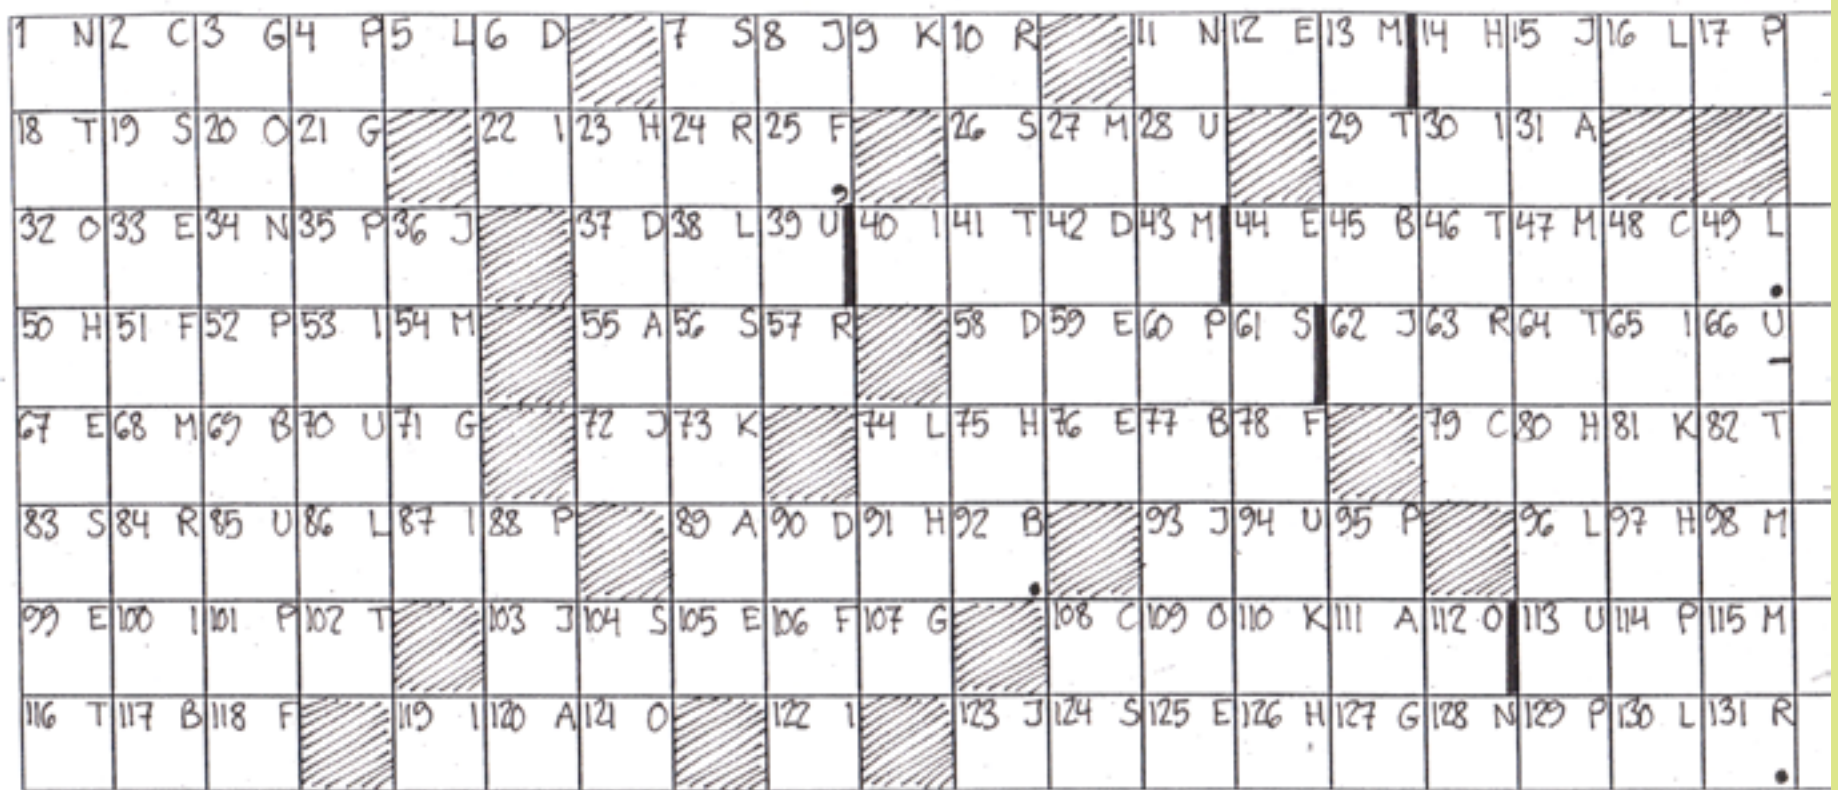 1 N 2 C 3 G 4 P 5 L 6 D 7 S 8 J 9 K 10 R 11 N 12 E 13 M 14 H 15 J 16 L 17 P
18 T 19 S 20 O 21 G 22 I 23 H 24 R 25 F , 26 S 27 M 28 U 29 T 30 I 31 A
32 O 33 E 34 N 35 P 36 J 37 D 38 L 39 U 40 I 41 T 42 D 43 M 44 E 45 B 46 T 47 M 48 C 49 L .
50 H 51 F 52 P 53 I 54 M 55 A 56 S 57 R 58 D 59 E 60 P 61 S 62 J 63 R 64 T 65 I 66 U -
67 E 68 M 69 B 70 U 71 G 72 J 73 K 74 L 75 H 76 E 77 B 78 F 79 C 80 H 81 K 82 T
83 S 84 R 85 U 86 L 87 I 88 P 89 A 90 D 91 H 92 B . 93 J 94 U 95 P 96 L 97 H 98 M
99 E 100 I 101 P 102 T 103 J 104 S 105 E 106 F 107 G 108 C 109 O 110 K 111 A 112 O 113 U 114 P 115 M
116 T 117 B 118 F 119 I 120 A 121 O 122 I 123 J 124 S 125 E 126 H 127 G 128 N 129 P 130 L 131 R .